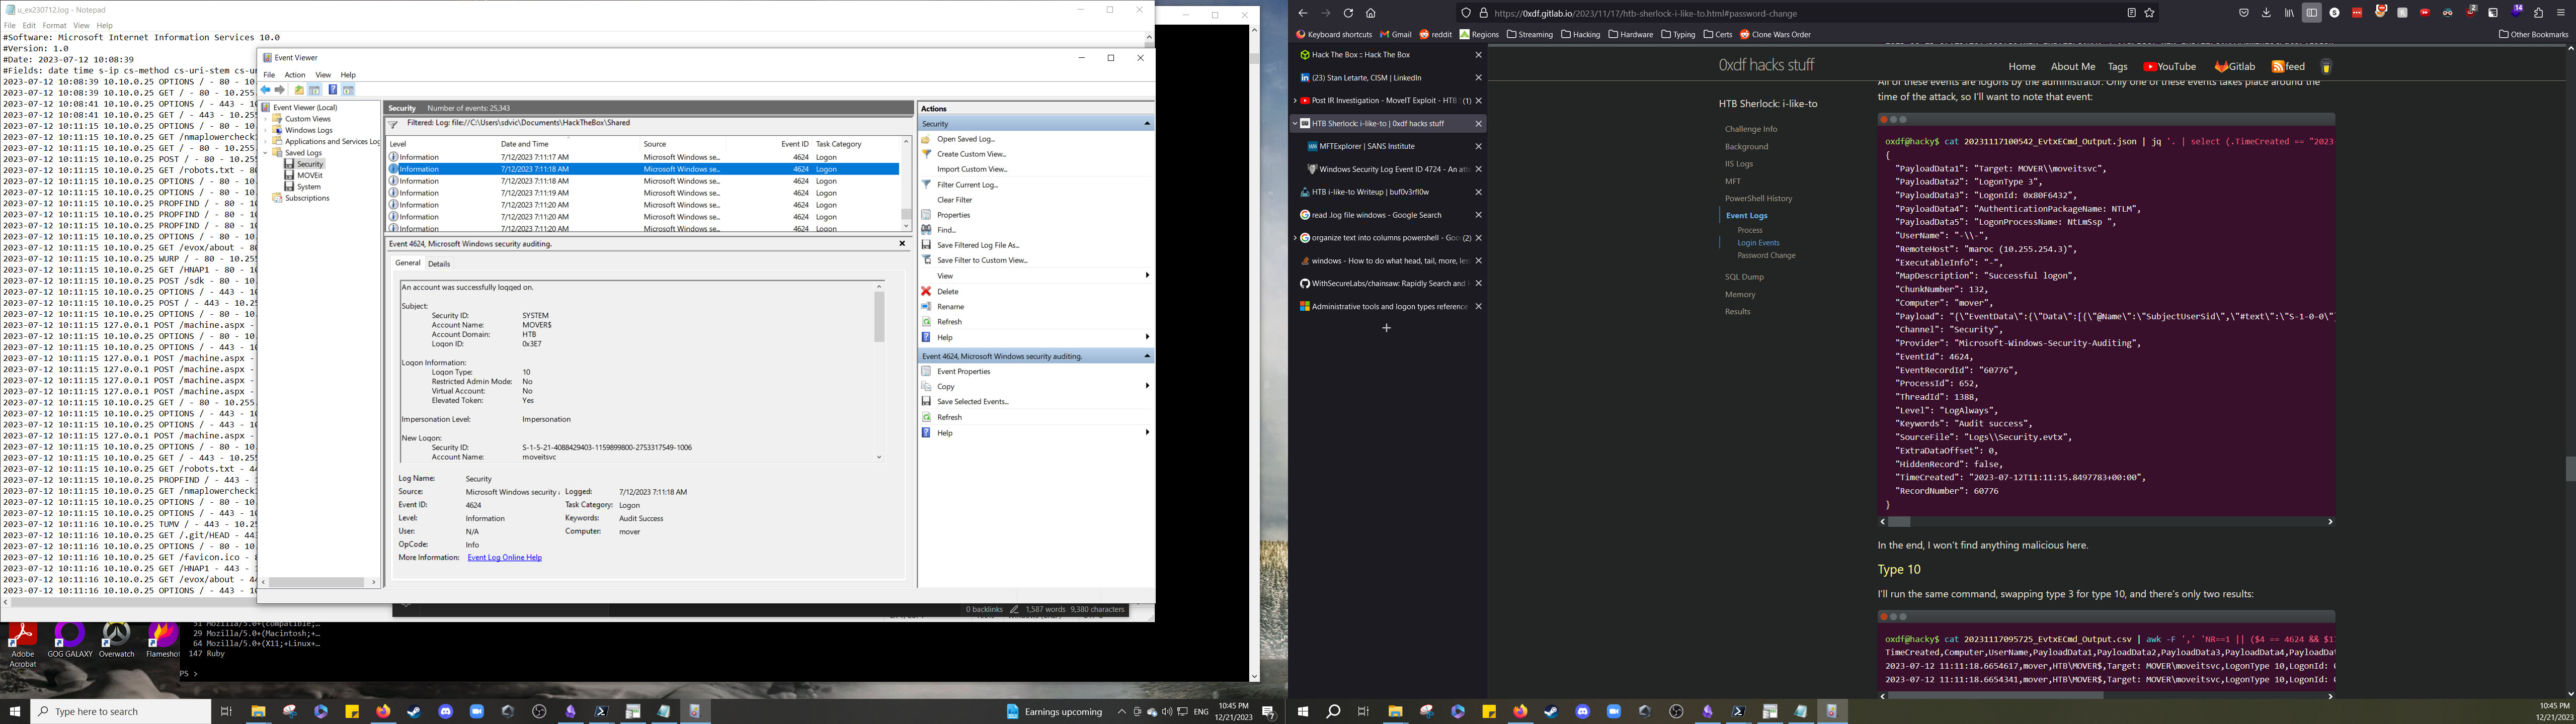 u_ex230712.log - Notepad
File Edit Format View Help
#Software: Microsoft Internet Information Services 10.0
#Version: 1.0
#Date: 2023-07-12 10:08:39
#Fields: date time s-ip cs-method cs-uri-stem cs-ur
2023-07-12 10:08:39 10.10.0.25 OPTIONS / - 80 - 10.
2023-07-12 10:08:39 10.10.0.25 GET / - 80 - 10.255.
2023-07-12 10:08:41 10.10.0.25 OPTIONS / - 443 - 10
2023-07-12 10:08:41 10.10.0.25 GET / - 443 - 10.255
2023-07-12 10:11:15 10.10.0.25 OPTIONS / - 80 - 10.
2023-07-12 10:11:15 10.10.0.25 GET /nmaplowercheck1
2023-07-12 10:11:15 10.10.0.25 GET / - 80 - 10.255.
2023-07-12 10:11:15 10.10.0.25 POST / - 80 - 10.255
2023-07-12 10:11:15 10.10.0.25 GET /robots.txt - 80
2023-07-12 10:11:15 10.10.0.25 OPTIONS / - 80 - 10.
2023-07-12 10:11:15 10.10.0.25 OPTIONS / - 80 - 10.
2023-07-12 10:11:15 10.10.0.25 PROPFIND / - 80 - 10
2023-07-12 10:11:15 10.10.0.25 OPTIONS / - 80 - 10.
2023-07-12 10:11:15 10.10.0.25 PROPFIND / - 80 - 10
2023-07-12 10:11:15 10.10.0.25 OPTIONS / - 80 - 10.
2023-07-12 10:11:15 10.10.0.25 GET /evox/about - 80
2023-07-12 10:11:15 10.10.0.25 WURP / - 80 - 10.255
2023-07-12 10:11:15 10.10.0.25 GET /HNAP1 - 80 - 10
2023-07-12 10:11:15 10.10.0.25 POST /sdk - 80 - 10.
2023-07-12 10:11:15 10.10.0.25 OPTIONS / - 443 - 10
2023-07-12 10:11:15 10.10.0.25 POST / - 443 - 10.25
2023-07-12 10:11:15 10.10.0.25 OPTIONS / - 80 - 10.
2023-07-12 10:11:15 127.0.0.1 POST /machine.aspx -
2023-07-12 10:11:15 10.10.0.25 OPTIONS / - 80 - 10.
2023-07-12 10:11:15 10.10.0.25 OPTIONS / - 443 - 10
2023-07-12 10:11:15 127.0.0.1 POST /machine.aspx -
2023-07-12 10:11:15 127.0.0.1 POST /machine.aspx -
2023-07-12 10:11:15 127.0.0.1 POST /machine.aspx -
2023-07-12 10:11:15 127.0.0.1 POST /machine.aspx -
2023-07-12 10:11:15 10.10.0.25 GET / - 80 - 10.255.
2023-07-12 10:11:15 10.10.0.25 OPTIONS / - 443 - 10
2023-07-12 10:11:15 10.10.0.25 OPTIONS / - 443 - 10
2023-07-12 10:11:15 127.0.0.1 POST /machine.aspx -
2023-07-12 10:11:15 10.10.0.25 OPTIONS / - 80 - 10.
2023-07-12 10:11:15 10.10.0.25 GET / - 443 - 10.255
2023-07-12 10:11:15 10.10.0.25 GET /robots.txt - 44
2023-07-12 10:11:15 10.10.0.25 PROPFIND / - 443 - 1
2023-07-12 10:11:15 10.10.0.25 GET /nmaplowercheck1
2023-07-12 10:11:15 10.10.0.25 OPTIONS / - 80 - 10.
2023-07-12 10:11:15 10.10.0.25 OPTIONS / - 443 - 10
2023-07-12 10:11:16 10.10.0.25 TUMV / - 443 - 10.25
2023-07-12 10:11:16 10.10.0.25 GET /.git/HEAD - 443
2023-07-12 10:11:16 10.10.0.25 OPTIONS / - 80 - 10.
2023-07-12 10:11:16 10.10.0.25 GET /favicon.ico - 8
2023-07-12 10:11:16 10.10.0.25 GET /HNAP1 - 443 - 1
2023-07-12 10:11:16 10.10.0.25 GET /evox/about - 44
2023-07-12 10:11:16 10.10.0.25 OPTIONS / - 443 - 10
Event Viewer
File Action View Help
Event Viewer (Local)
Custom Views
Windows Logs
Applications and Services Log
Saved Logs
Security
MOVEit
System
Subscriptions
Security Number of events: 25,343
Filtered: Log: file://C:\Users\sdvic\Documents\HackTheBox\Shared
Level Date and Time Source Event ID Task Category
Information 7/12/2023 7:11:17 AM Microsoft Windows se... 4624 Logon
Information 7/12/2023 7:11:18 AM Microsoft Windows se... 4624 Logon
Information 7/12/2023 7:11:18 AM Microsoft Windows se... 4624 Logon
Information 7/12/2023 7:11:19 AM Microsoft Windows se... 4624 Logon
Information 7/12/2023 7:11:20 AM Microsoft Windows se... 4624 Logon
Information 7/12/2023 7:11:20 AM Microsoft Windows se... 4624 Logon
Information 7/12/2023 7:11:20 AM Microsoft Windows se... 4624 Logon
Event 4624, Microsoft Windows security auditing.
General Details
An account was successfully logged on.
Subject:
Security ID: SYSTEM
Account Name: MOVER$
Account Domain: HTB
Logon ID: 0x3E7
Logon Information:
Logon Type: 10
Restricted Admin Mode: No
Virtual Account: No
Elevated Token: Yes
Impersonation Level: Impersonation
New Logon:
Security ID: S-1-5-21-4088429403-1159899800-2753317549-1006
Account Name: moveitsvc
Log Name: Security
Source: Microsoft Windows security Logged: 7/12/2023 7:11:18 AM
Event ID: 4624 Task Category: Logon
Level: Information Keywords: Audit Success
User: N/A Computer: mover
OpCode: Info
More Information: Event Log Online Help
Actions
Security
Open Saved Log...
Create Custom View...
Import Custom View...
Filter Current Log...
Clear Filter
Properties
Find...
Save Filtered Log File As...
Save Filter to Custom View...
View
Delete
Rename
Refresh
Help
Event 4624, Microsoft Windows security auditing.
Event Properties
Copy
Save Selected Events...
Refresh
Help
0 backlinks 1,587 words 9,380 characters
51 Mozilla/5.0+(compatible;...
29 Mozilla/5.0+(Macintosh;+...
64 Mozilla/5.0+(X11;+Linux+...
147 Ruby
PS >
Adobe Acrobat
GOG GALAXY
Overwatch
Flameshot
Type here to search
Earnings upcoming
ENG
10:45 PM
12/21/2023
7
https://0xdf.gitlab.io/2023/11/17/htb-sherlock-i-like-to.html#password-change
2
14
Keyboard shortcuts Gmail reddit Regions Streaming Hacking Hardware Typing Certs Clone Wars Order Other Bookmarks
Hack The Box :: Hack The Box
(23) Stan Letarte, CISM | LinkedIn
Post IR Investigation - MoveIT Exploit - HTB (1)
HTB Sherlock: i-like-to | 0xdf hacks stuff
MFTExplorer | SANS Institute
Windows Security Log Event ID 4724 - An att
HTB i-like-to Writeup | buf0v3rfl0w
read .log file windows - Google Search
organize text into columns powershell - Goo (2)
windows - How to do what head, tail, more, les
WithSecureLabs/chainsaw: Rapidly Search and
Administrative tools and logon types reference
0xdf hacks stuff
Home About Me Tags YouTube Gitlab feed
HTB Sherlock: i-like-to
Challenge Info
Background
IIS Logs
MFT
PowerShell History
Event Logs
Process
Login Events
Password Change
SQL Dump
Memory
Results
All of these events are logons by the administrator. Only one of these events takes place around the
time of the attack, so I'll want to note that event:
oxdf@hacky$ cat 20231117100542_EvtxECmd_Output.json | jq '. | select (.TimeCreated == "2023-
{
"PayloadData1": "Target: MOVER\\moveitsvc",
"PayloadData2": "LogonType 3",
"PayloadData3": "LogonId: 0x80F6432",
"PayloadData4": "AuthenticationPackageName: NTLM",
"PayloadData5": "LogonProcessName: NtLmSsp ",
"UserName": "-\\-",
"RemoteHost": "maroc (10.255.254.3)",
"ExecutableInfo": "-",
"MapDescription": "Successful logon",
"ChunkNumber": 132,
"Computer": "mover",
"Payload": "{\"EventData\":{\"Data\":[{\"@Name\":\"SubjectUserSid\",\"#text\":\"S-1-0-0\"
"Channel": "Security",
"Provider": "Microsoft-Windows-Security-Auditing",
"EventId": 4624,
"EventRecordId": "60776",
"ProcessId": 652,
"ThreadId": 1388,
"Level": "LogAlways",
"Keywords": "Audit success",
"SourceFile": "Logs\\Security.evtx",
"ExtraDataOffset": 0,
"HiddenRecord": false,
"TimeCreated": "2023-07-12T11:11:15.8497783+00:00",
"RecordNumber": 60776
}
In the end, I won't find anything malicious here.
Type 10
I'll run the same command, swapping type 3 for type 10, and there's only two results:
oxdf@hacky$ cat 20231117095725_EvtxECmd_Output.csv | awk -F ',' 'NR==1 || ($4 == 4624 && $1
TimeCreated,Computer,UserName,PayloadData1,PayloadData2,PayloadData3,PayloadData4,PayloadDat
2023-07-12 11:11:18.6654617,mover,HTB\MOVER$,Target: MOVER\moveitsvc,LogonType 10,LogonId: 0
2023-07-12 11:11:18.6654341,mover,HTB\MOVER$,Target: MOVER\moveitsvc,LogonType 10,LogonId: 0
10:45 PM
12/21/2023